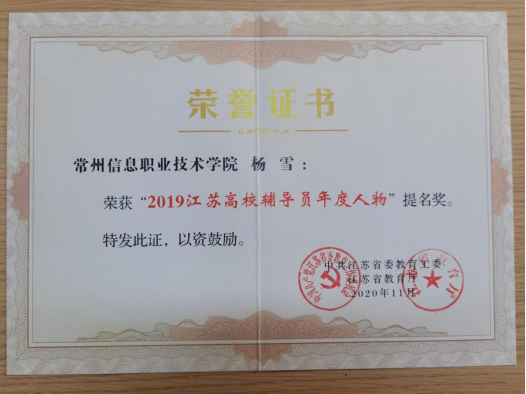 荣誉证书
常州信息职业技术学院 杨 雪：
荣获“2019江苏高校辅导员年度人物”提名奖。
特发此证，以资鼓励。
中共江苏省委教育工委
江苏省教育厅
2020年11月